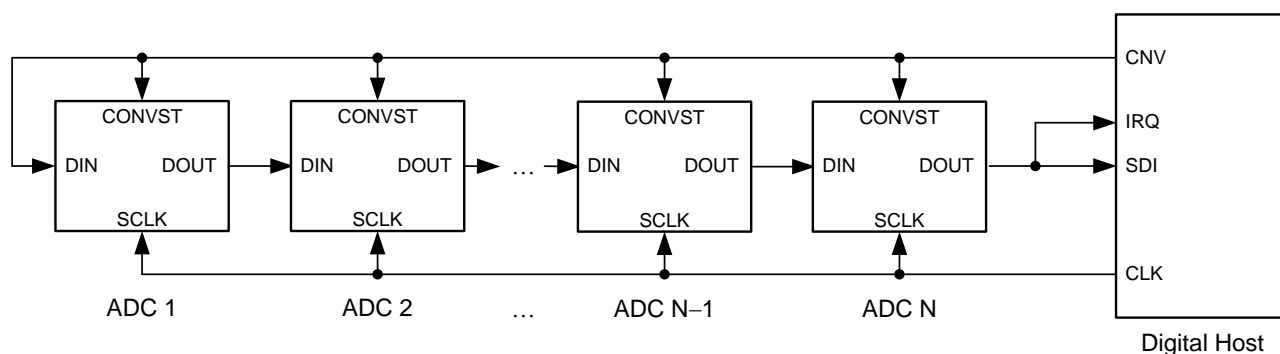 CNV
CONVST
CONVST
CONVST
CONVST
IRQ
DIN DOUT
DIN DOUT
...
DIN DOUT
DIN DOUT
SDI
SCLK
SCLK
SCLK
SCLK
CLK
ADC 1
ADC 2
...
ADC N−1
ADC N
Digital Host